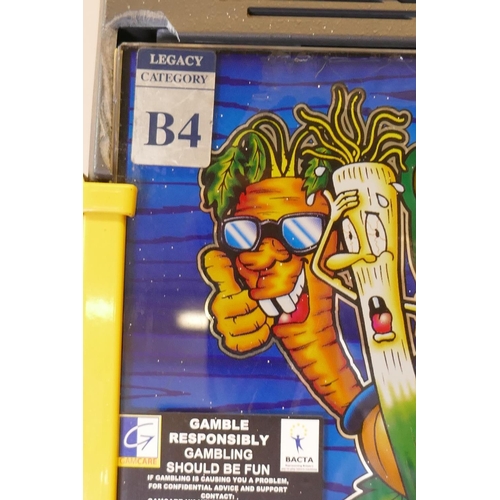 LEGACY
CATEGORY
B4
GAMBLE
RESPONSIBLY
GAMBLING
SHOULD BE FUN
IF GAMBLING IS CAUSING YOU A PROBLEM,
FOR CONFIDENTIAL ADVICE AND SUPPORT
CONTACT:
GAMCARE
BACTA